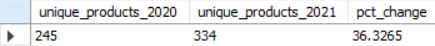 unique_products_2020 unique_products_2021 pct_change
245 334 36.3265